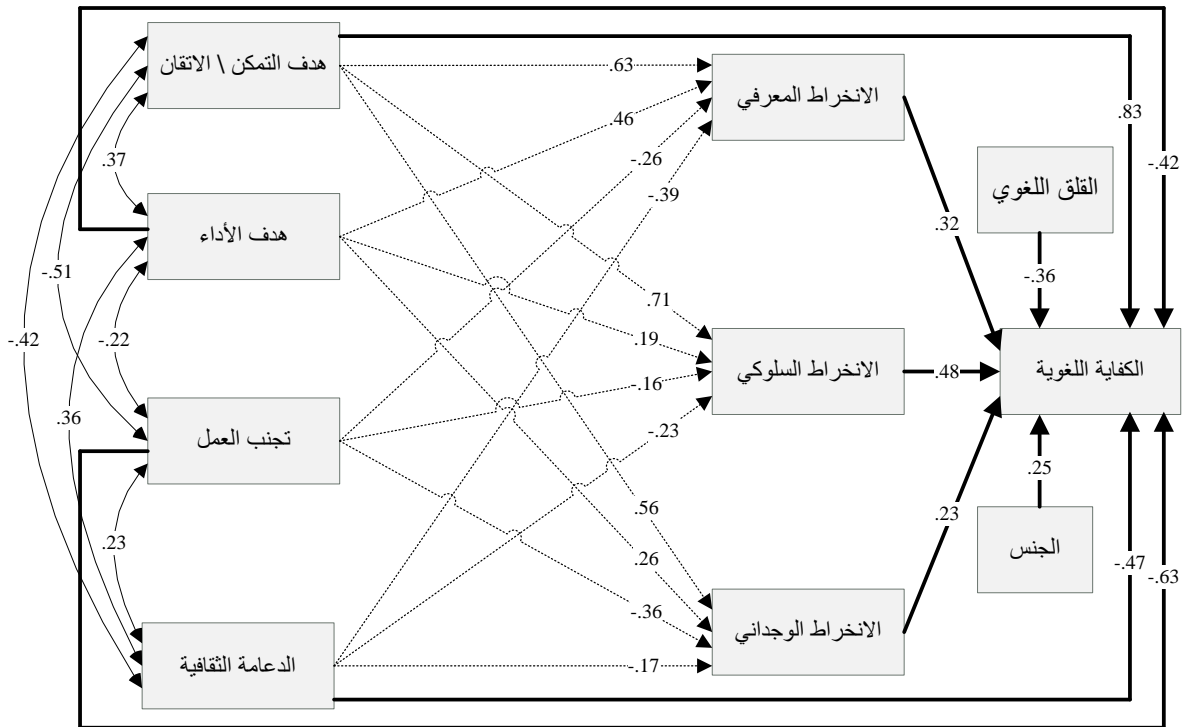 هدف التمكن \ الاتقان
هدف الأداء
تجنب العمل
الدعامة الثقافية
الانخراط المعرفي
الانخراط السلوكي
الانخراط الوجداني
القلق اللغوي
الكفاية اللغوية
الجنس
.37
-.51
-.42
-.22
.36
.23
.63
.46
-.26
-.39
.71
.19
-.16
-.23
.56
.26
-.36
-.17
.32
.48
.23
.83
-.42
-.36
.25
-.47
-.63